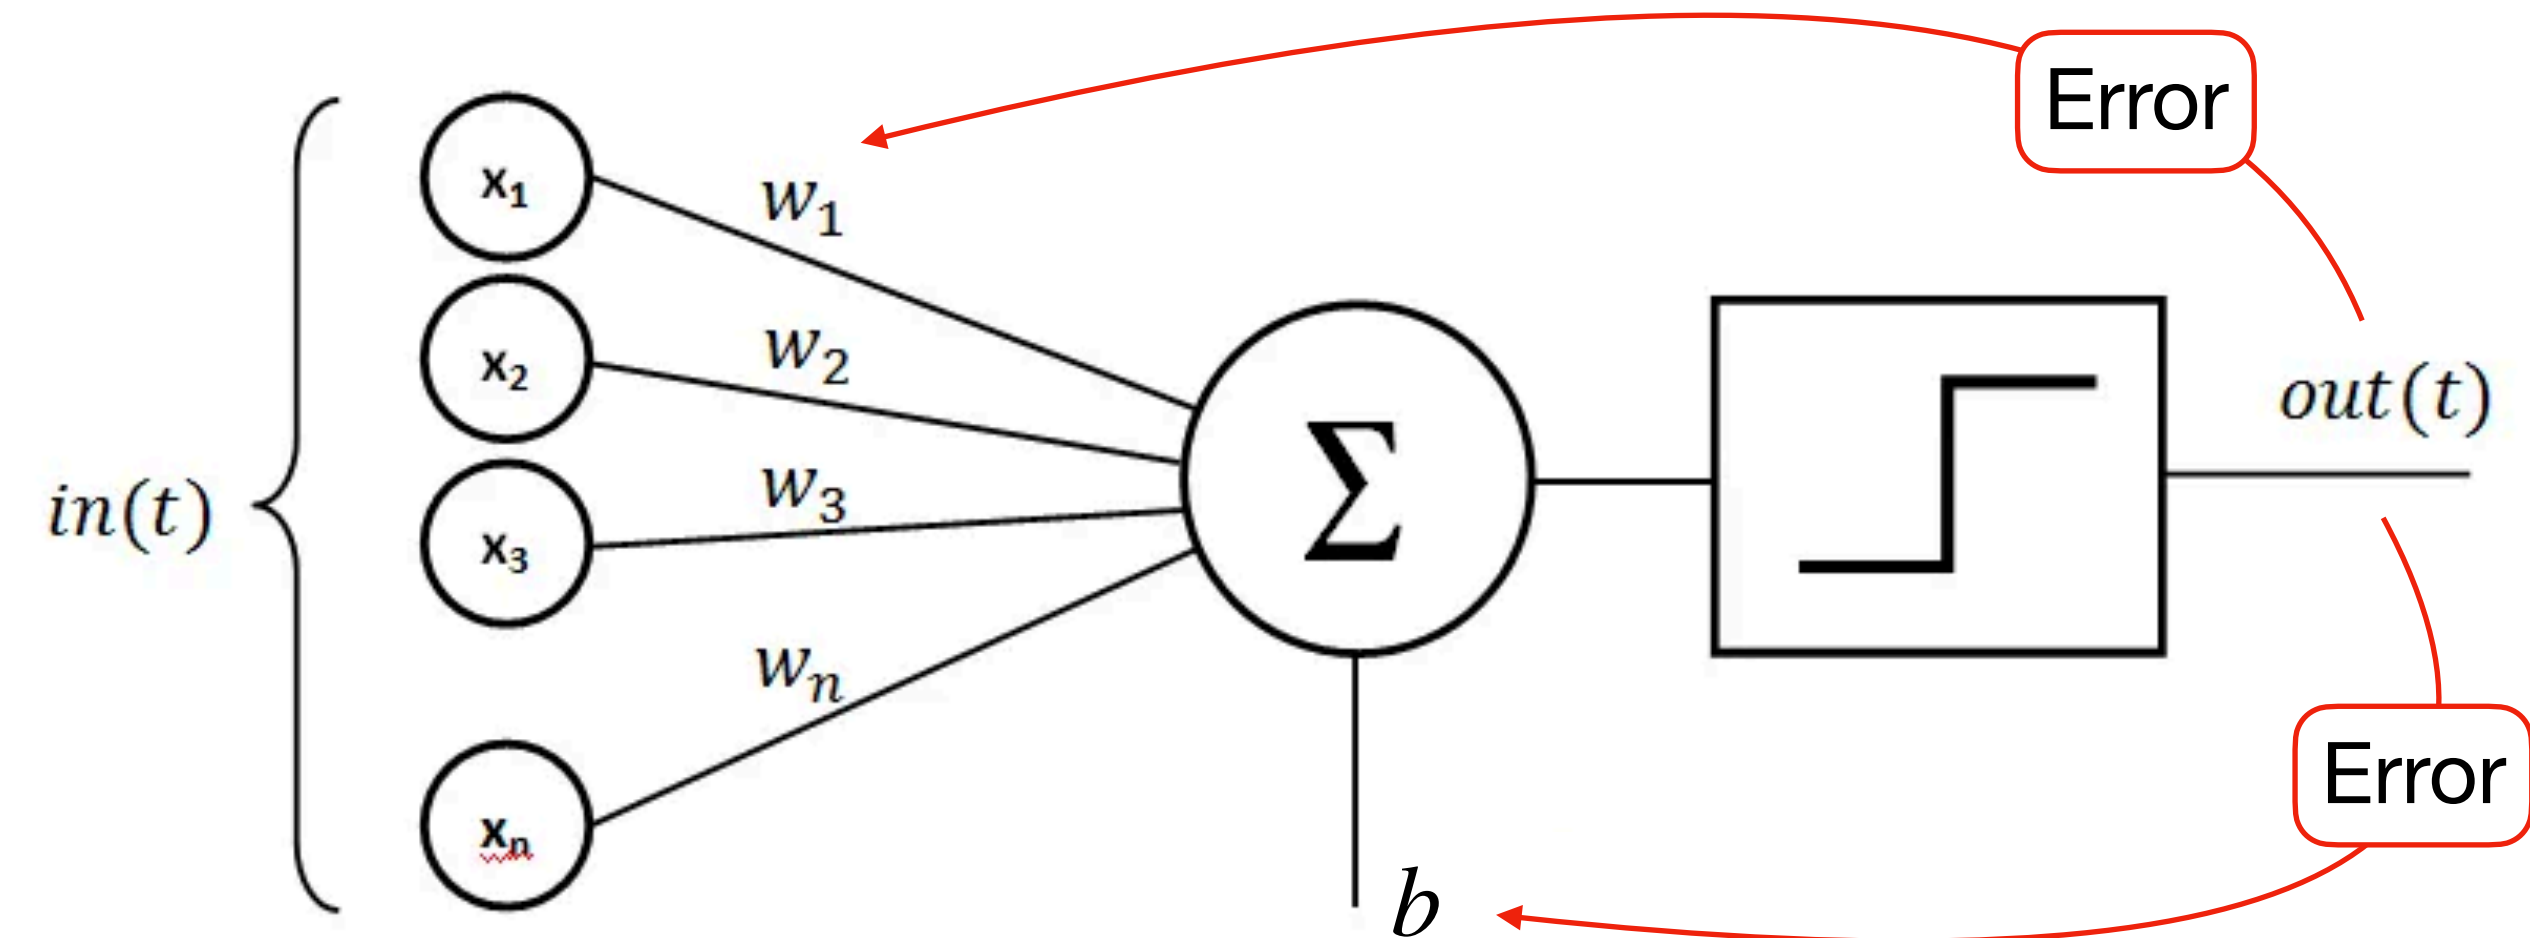 Error
x₁
w₁
x₂
w₂
out(t)
in(t)
w₃
x₃
Σ
wₙ
xₙ
Error
b